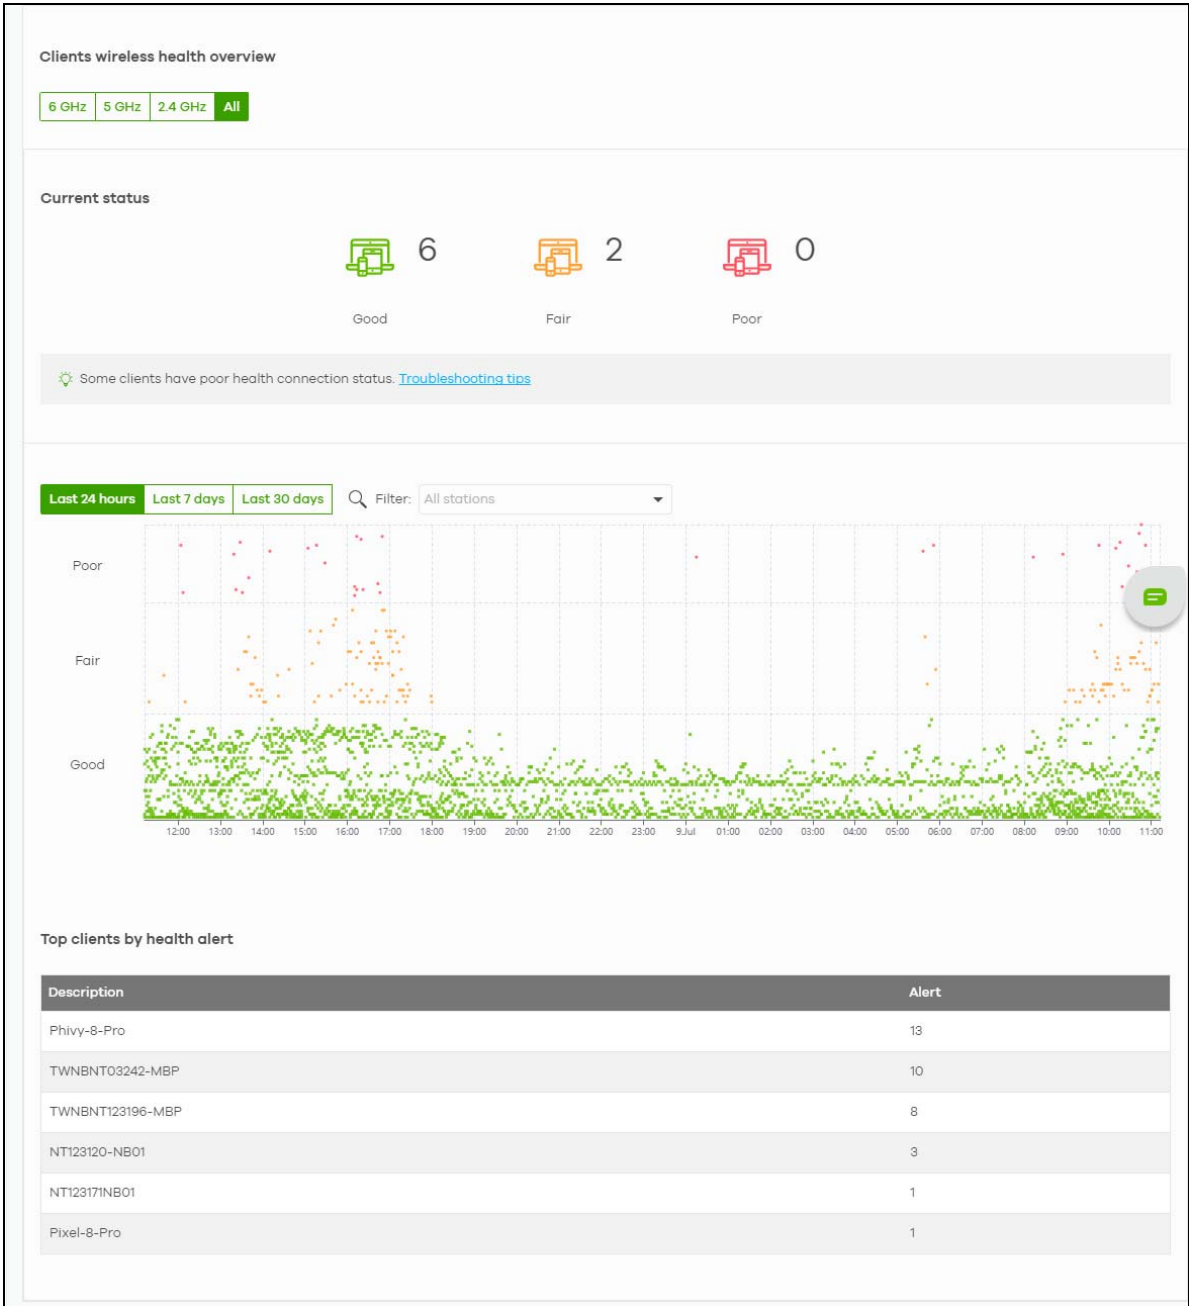 Clients wireless health overview
6 GHz 5 GHz 2.4 GHz All
Current status
6 2 0
Good Fair Poor
Some clients have poor health connection status. Troubleshooting tips
Last 24 hours Last 7 days Last 30 days Filter: All stations
Poor
Fair
Good
12:00 13:00 14:00 15:00 16:00 17:00 18:00 19:00 20:00 21:00 22:00 23:00 9.Jul 01:00 02:00 03:00 04:00 05:00 06:00 07:00 08:00 09:00 10:00 11:00
Top clients by health alert
Description Alert
Phivy-8-Pro 13
TWNBNT03242-MBP 10
TWNBNT123196-MBP 8
NT123120-NB01 3
NT123171NB01 1
Pixel-8-Pro 1